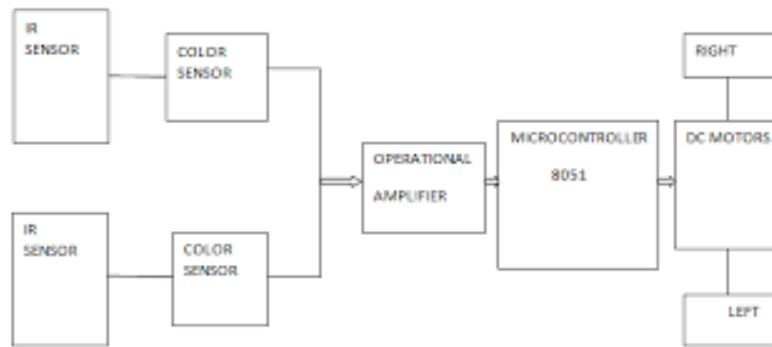 IR
SENSOR
COLOR
SENSOR
IR
SENSOR
COLOR
SENSOR
OPERATIONAL
AMPLIFIER
MICROCONTROLLER
8051
RIGHT
DC MOTORS
LEFT